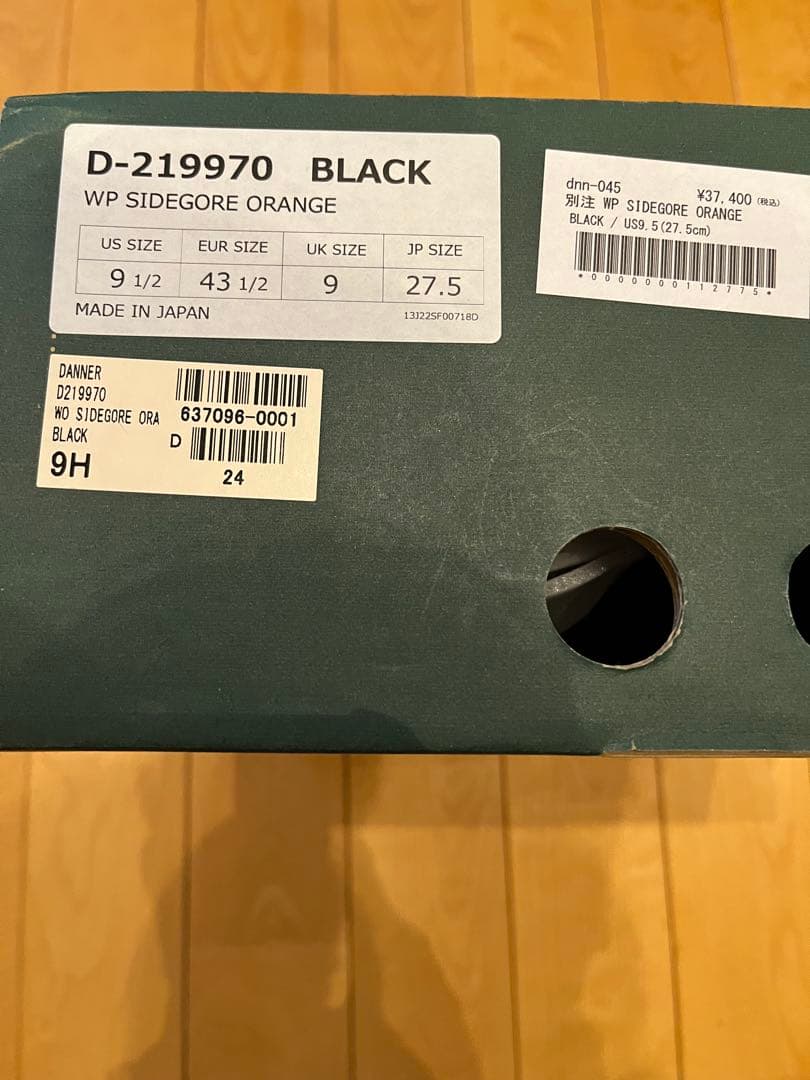 D-219970 BLACK
WP SIDEGORE ORANGE
US SIZE EUR SIZE UK SIZE JP SIZE
9 1/2 43 1/2 9 27.5
MADE IN JAPAN 13J22SF00718D
dnn-045 ¥37,400 (税込)
別注 WP SIDEGORE ORANGE
BLACK / US9.5(27.5cm)
*0000000112775*
DANNER
D219970
WO SIDEGORE ORA 637096-0001
BLACK D
9H 24